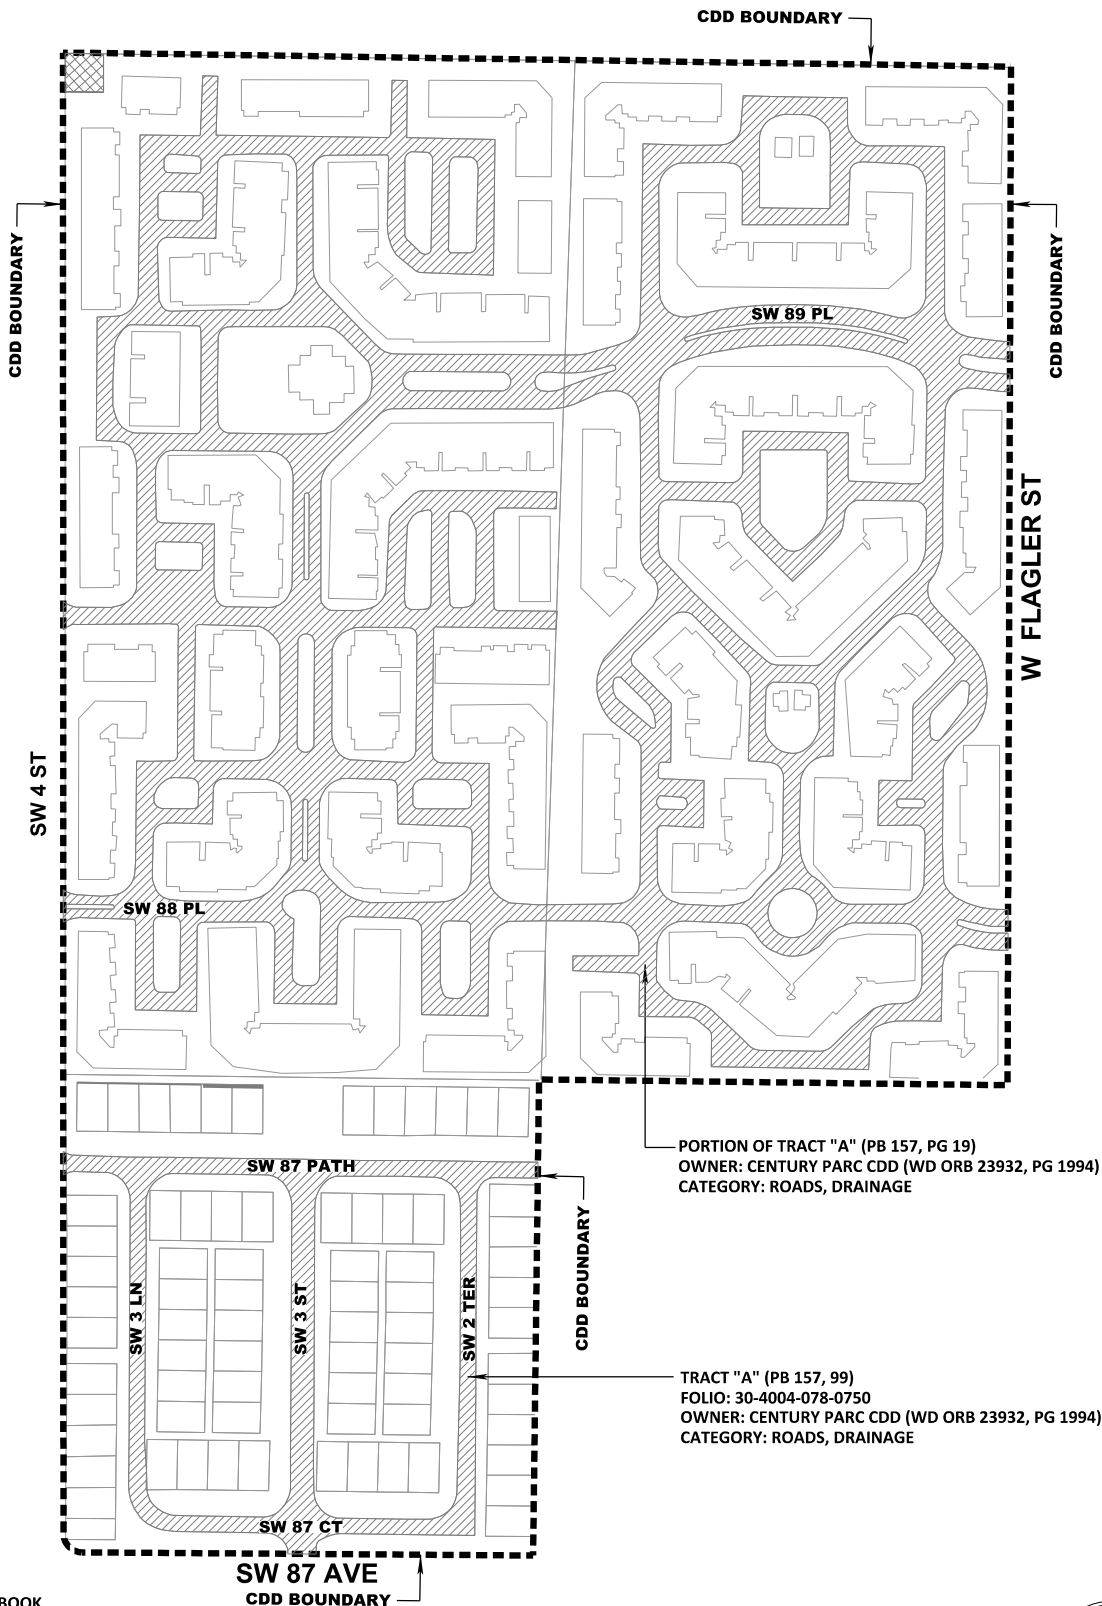 CDD BOUNDARY
CDD BOUNDARY
CDD BOUNDARY
SW 89 PL
W FLAGLER ST
SW 4 ST
SW 88 PL
PORTION OF TRACT "A" (PB 157, PG 19)
OWNER: CENTURY PARC CDD (WD ORB 23932, PG 1994)
CATEGORY: ROADS, DRAINAGE
SW 87 PATH
CDD BOUNDARY
SW 3 LN
SW 3 ST
SW 2 TER
TRACT "A" (PB 157, 99)
FOLIO: 30-4004-078-0750
OWNER: CENTURY PARC CDD (WD ORB 23932, PG 1994)
CATEGORY: ROADS, DRAINAGE
SW 87 CT
SW 87 AVE
CDD BOUNDARY
BOOK